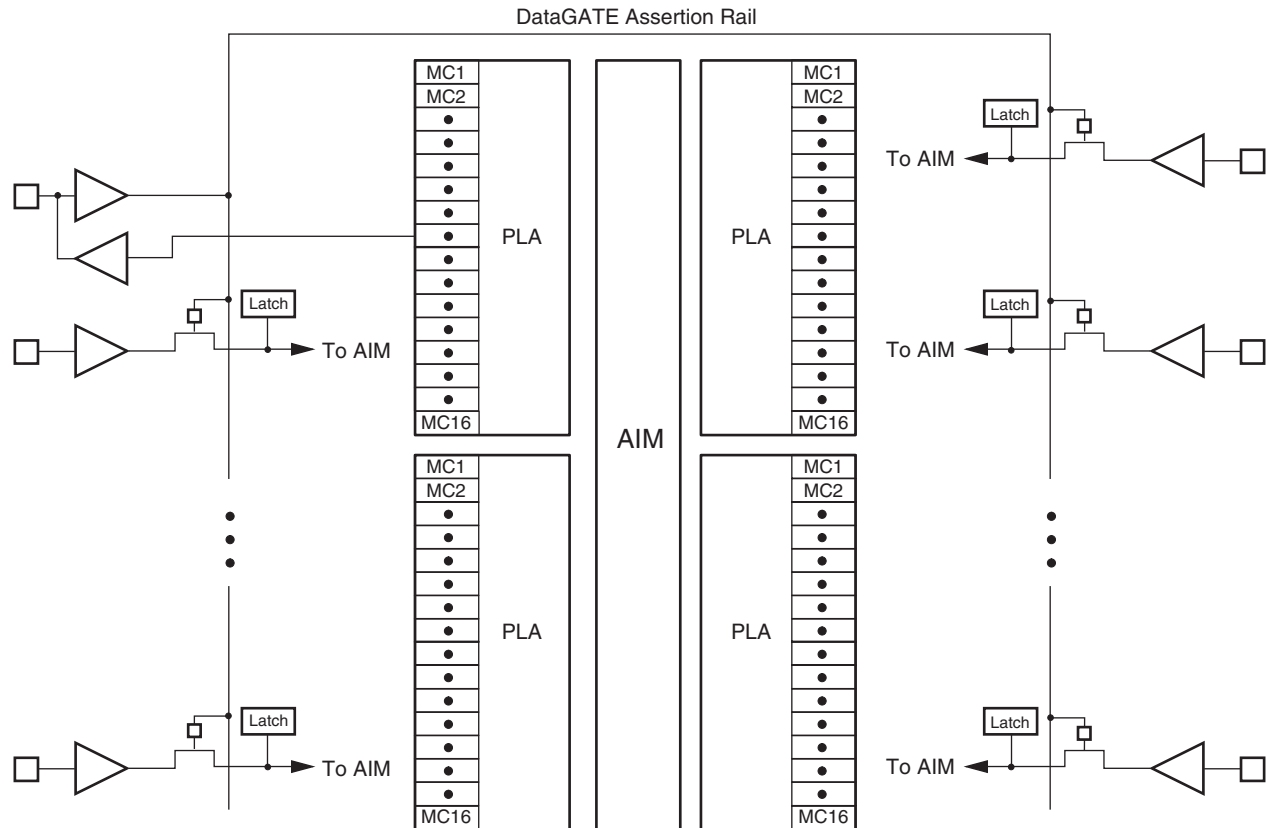 DataGATE Assertion Rail
MC1
MC2
PLA
MC16
MC1
MC2
PLA
MC16
Latch
To AIM
Latch
To AIM
AIM
MC1
MC2
PLA
MC16
MC1
MC2
PLA
MC16
Latch
To AIM
Latch
To AIM
Latch
To AIM